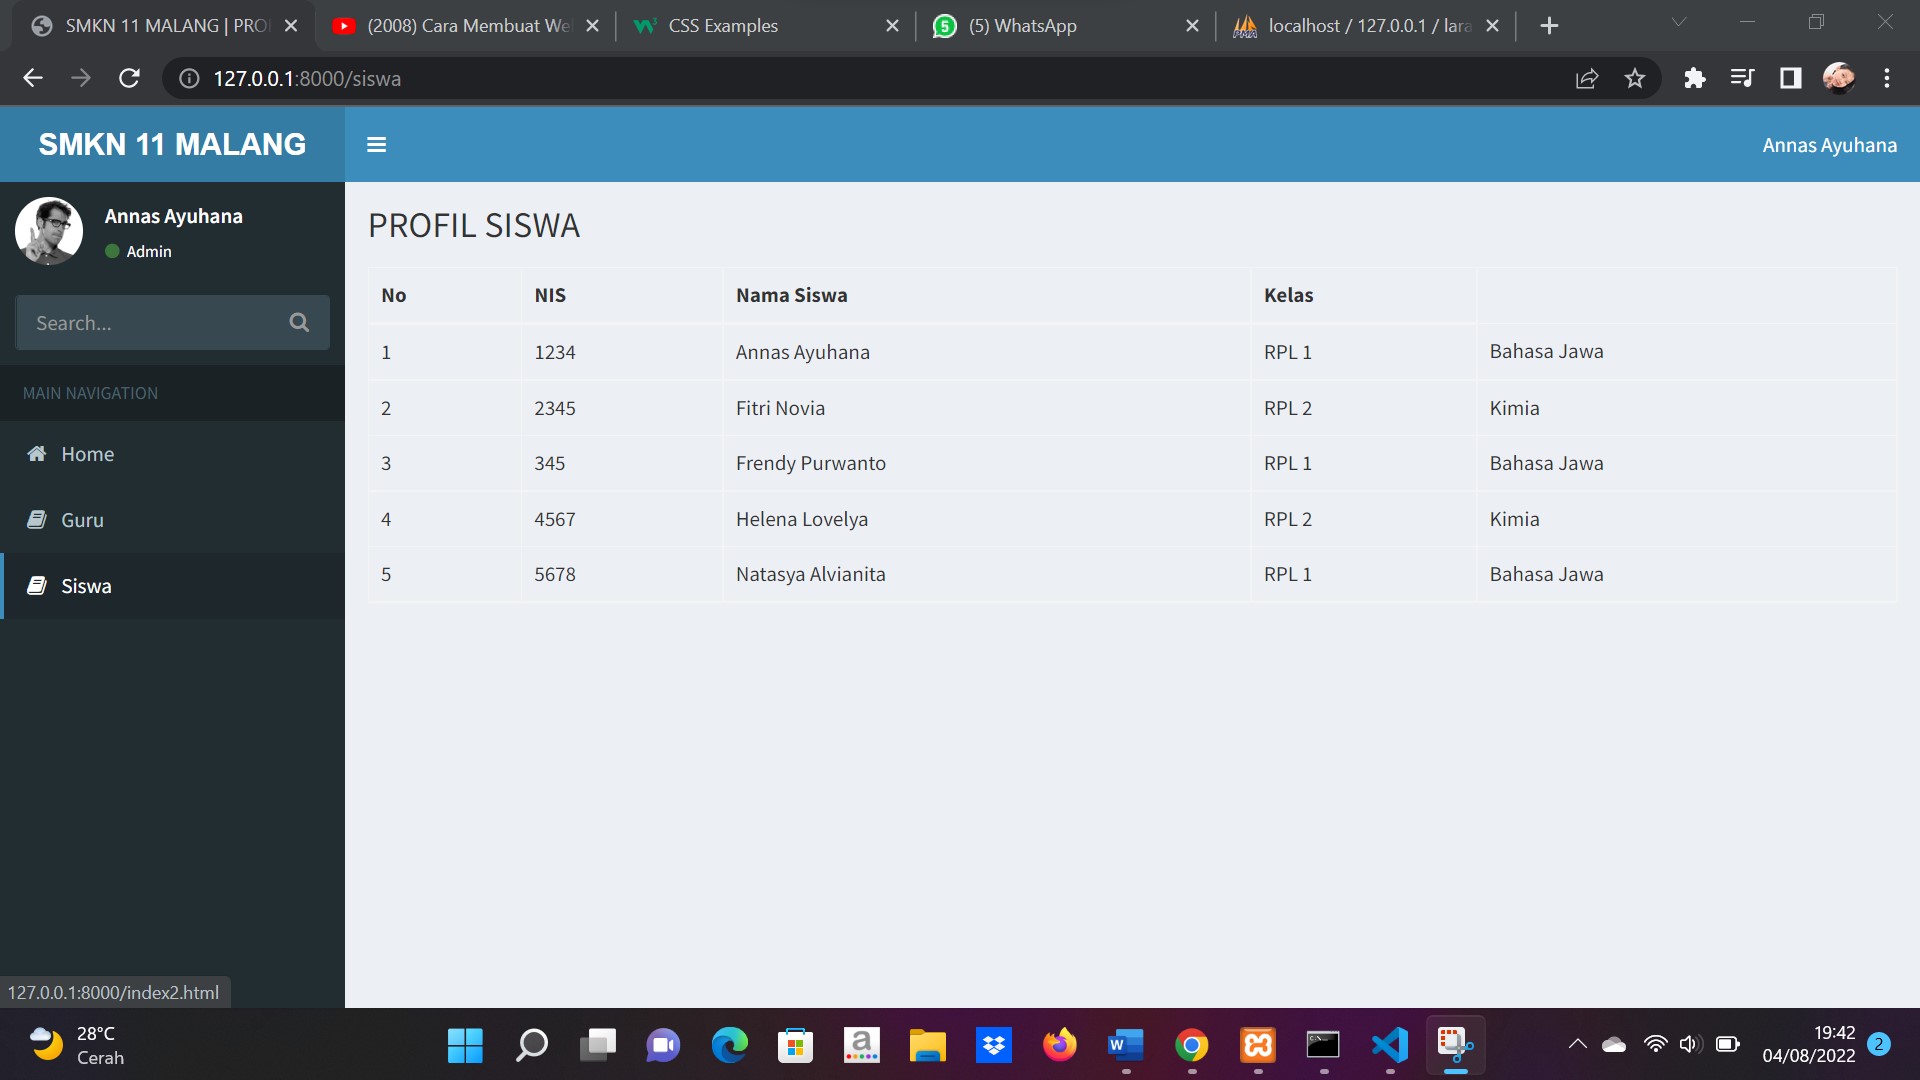 SMKN 11 MALANG | PRO
(2008) Cara Membuat We
CSS Examples
(5) WhatsApp
localhost / 127.0.0.1 / lara
127.0.0.1:8000/siswa
SMKN 11 MALANG
Annas Ayuhana
Annas Ayuhana
Admin
Search...
MAIN NAVIGATION
Home
Guru
Siswa
PROFIL SISWA
No NIS Nama Siswa Kelas
1 1234 Annas Ayuhana RPL 1 Bahasa Jawa
2 2345 Fitri Novia RPL 2 Kimia
3 345 Frendy Purwanto RPL 1 Bahasa Jawa
4 4567 Helena Lovelya RPL 2 Kimia
5 5678 Natasya Alvianita RPL 1 Bahasa Jawa
127.0.0.1:8000/index2.html
28°C
Cerah
19:42
04/08/2022
2